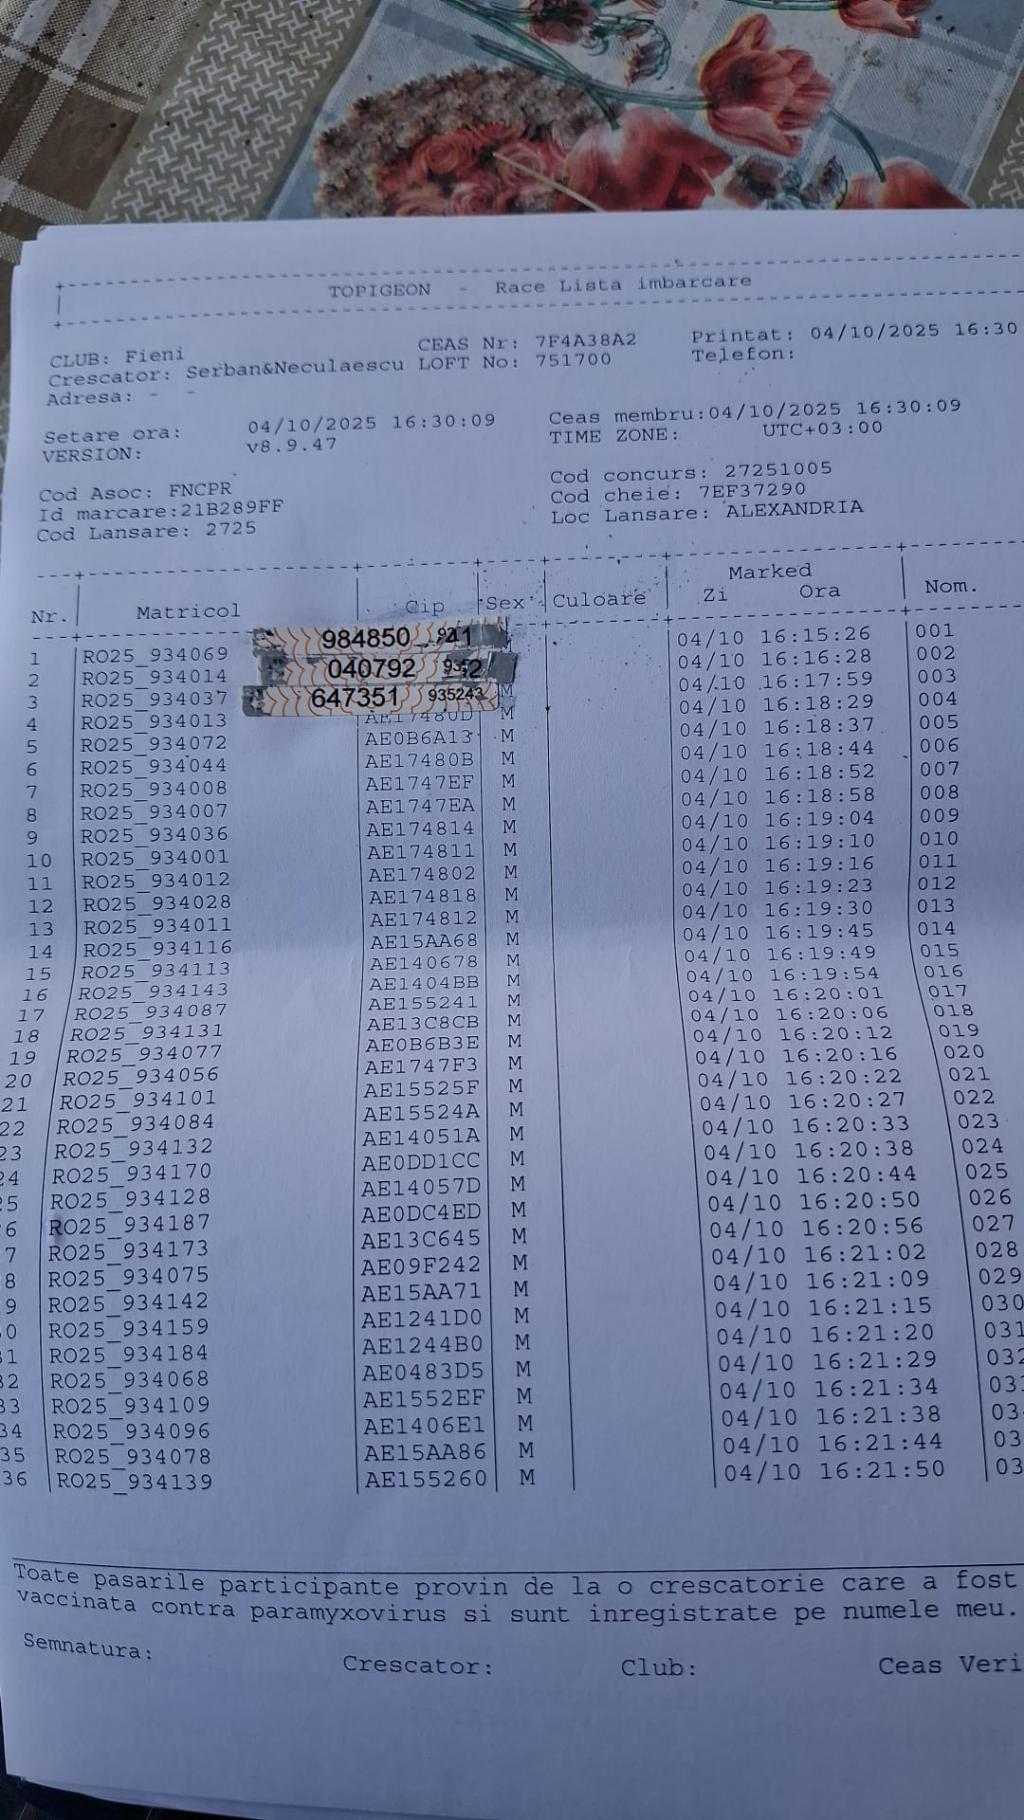 TOPIGEON - Race Lista imbarcare
CLUB: Fieni CEAS Nr: 7F4A38A2 Printat: 04/10/2025 16:30
Crescator: Serban&Neculaescu LOFT No: 751700 Telefon:
Adresa: - -
Setare ora: 04/10/2025 16:30:09 Ceas membru:04/10/2025 16:30:09
VERSION: v8.9.47 TIME ZONE: UTC+03:00
Cod Asoc: FNCPR Cod concurs: 27251005
Id marcare:21B289FF Cod cheie: 7EF37290
Cod Lansare: 2725 Loc Lansare: ALEXANDRIA
Marked
Nr. Matricol Cip Sex Culoare Zi Ora Nom.
1 RO25_934069 984850 04/10 16:15:26 001
2 RO25_934014 040792 04/10 16:16:28 002
3 RO25_934037 647351 935243 M 04/10 16:17:59 003
4 RO25_934013 AE17480D M 04/10 16:18:29 004
5 RO25_934072 AE0B6A13 M 04/10 16:18:37 005
6 RO25_934044 AE17480B M 04/10 16:18:44 006
7 RO25_934008 AE1747EF M 04/10 16:18:52 007
8 RO25_934007 AE1747EA M 04/10 16:18:58 008
9 RO25_934036 AE174814 M 04/10 16:19:04 009
10 RO25_934001 AE174811 M 04/10 16:19:10 010
11 RO25_934012 AE174802 M 04/10 16:19:16 011
12 RO25_934028 AE174818 M 04/10 16:19:23 012
13 RO25_934011 AE174812 M 04/10 16:19:30 013
14 RO25_934116 AE15AA68 M 04/10 16:19:45 014
15 RO25_934113 AE140678 M 04/10 16:19:49 015
16 RO25_934143 AE1404BB M 04/10 16:19:54 016
17 RO25_934087 AE155241 M 04/10 16:20:01 017
18 RO25_934131 AE13C8CB M 04/10 16:20:06 018
19 RO25_934077 AE0B6B3E M 04/10 16:20:12 019
20 RO25_934056 AE1747F3 M 04/10 16:20:16 020
21 RO25_934101 AE15525F M 04/10 16:20:22 021
22 RO25_934084 AE15524A M 04/10 16:20:27 022
23 RO25_934132 AE14051A M 04/10 16:20:33 023
24 RO25_934170 AE0DD1CC M 04/10 16:20:38 024
5 RO25_934128 AE14057D M 04/10 16:20:44 025
6 RO25_934187 AE0DC4ED M 04/10 16:20:50 026
7 RO25_934173 AE13C645 M 04/10 16:20:56 027
8 RO25_934075 AE09F242 M 04/10 16:21:02 028
9 RO25_934142 AE15AA71 M 04/10 16:21:09 029
0 RO25_934159 AE1241D0 M 04/10 16:21:15 030
31 RO25_934184 AE1244B0 M 04/10 16:21:20 031
32 RO25_934068 AE0483D5 M 04/10 16:21:29 032
33 RO25_934109 AE1552EF M 04/10 16:21:34 033
34 RO25_934096 AE1406E1 M 04/10 16:21:38 03
35 RO25_934078 AE15AA86 M 04/10 16:21:44 03
36 RO25_934139 AE155260 M 04/10 16:21:50 03
Toate pasarile participante provin de la o crescatorie care a fost
vaccinata contra paramyxovirus si sunt inregistrate pe numele meu.
Semnatura:
Crescator: Club: Ceas Veri